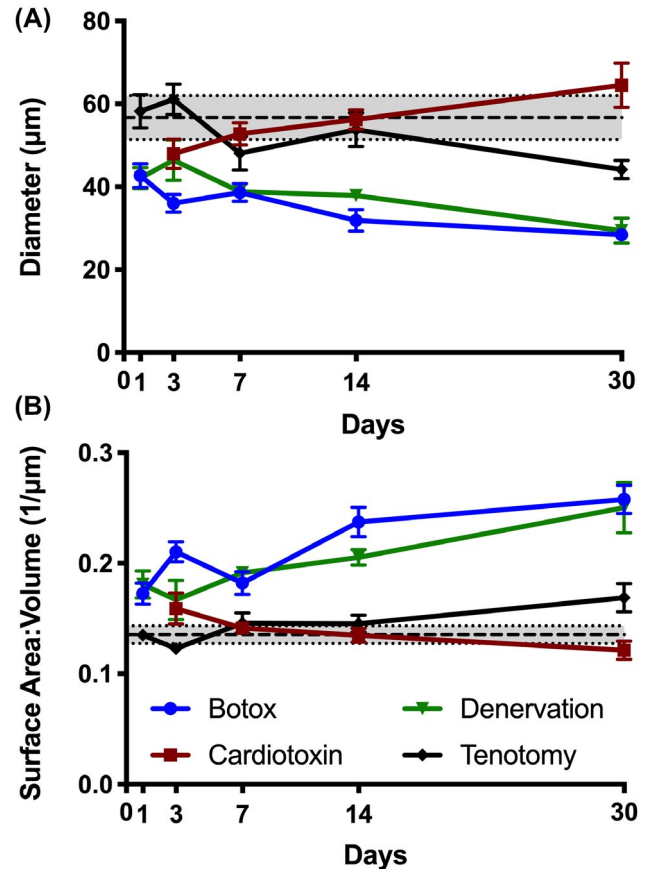 (A)
Diameter (μm)
80
60
40
20
0
0 1 3 7 14 30
Days
(B)
Surface Area:Volume (1/μm)
0.3
0.2
0.1
0.0
Botox Denervation
Cardiotoxin Tenotomy
0 1 3 7 14 30
Days